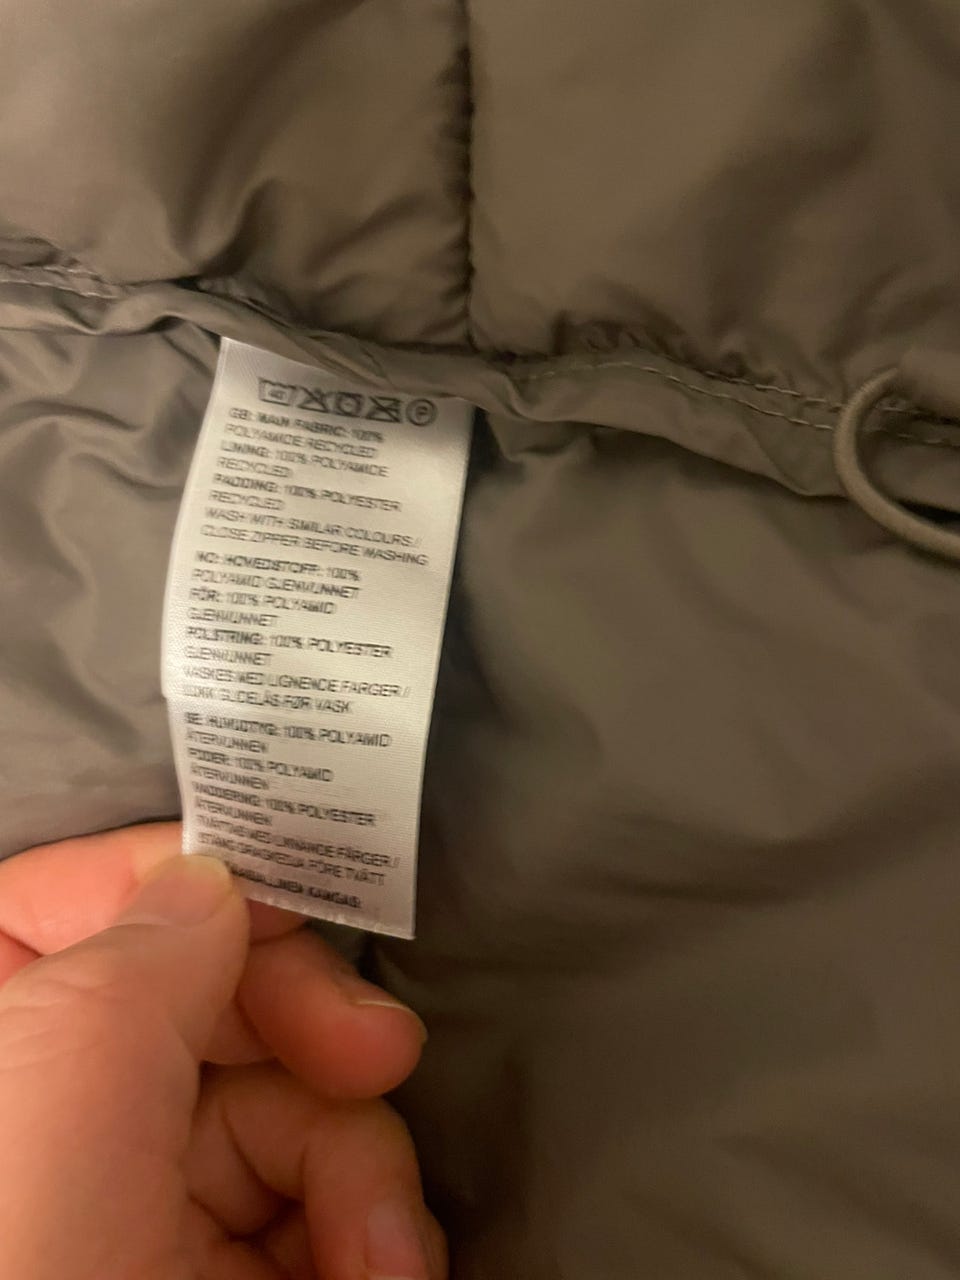 40 P
GB: MAIN FABRIC: 100%
POLYAMIDE RECYCLED
LINING: 100% POLYAMIDE
RECYCLED
PADDING: 100% POLYESTER
RECYCLED
WASH WITH SIMILAR COLOURS /
CLOSE ZIPPER BEFORE WASHING
NO: HOVEDSTOFF: 100%
POLYAMID GJENVUNNET
FÔR: 100% POLYAMID
GJENVUNNET
POLSTRING: 100% POLYESTER
GJENVUNNET
VASKES MED LIGNENDE FARGER /
LUKK GLIDELÅS FØR VASK
SE: HUVUDTYG: 100% POLYAMID
ÅTERVUNNEN
FODER: 100% POLYAMID
ÅTERVUNNEN
VADDERING: 100% POLYESTER
ÅTERVUNNEN
TVÄTTAS MED LIKNANDE FÄRGER /
STÄNG DRAGKEDJA FÖRE TVÄTT
KANGAS: